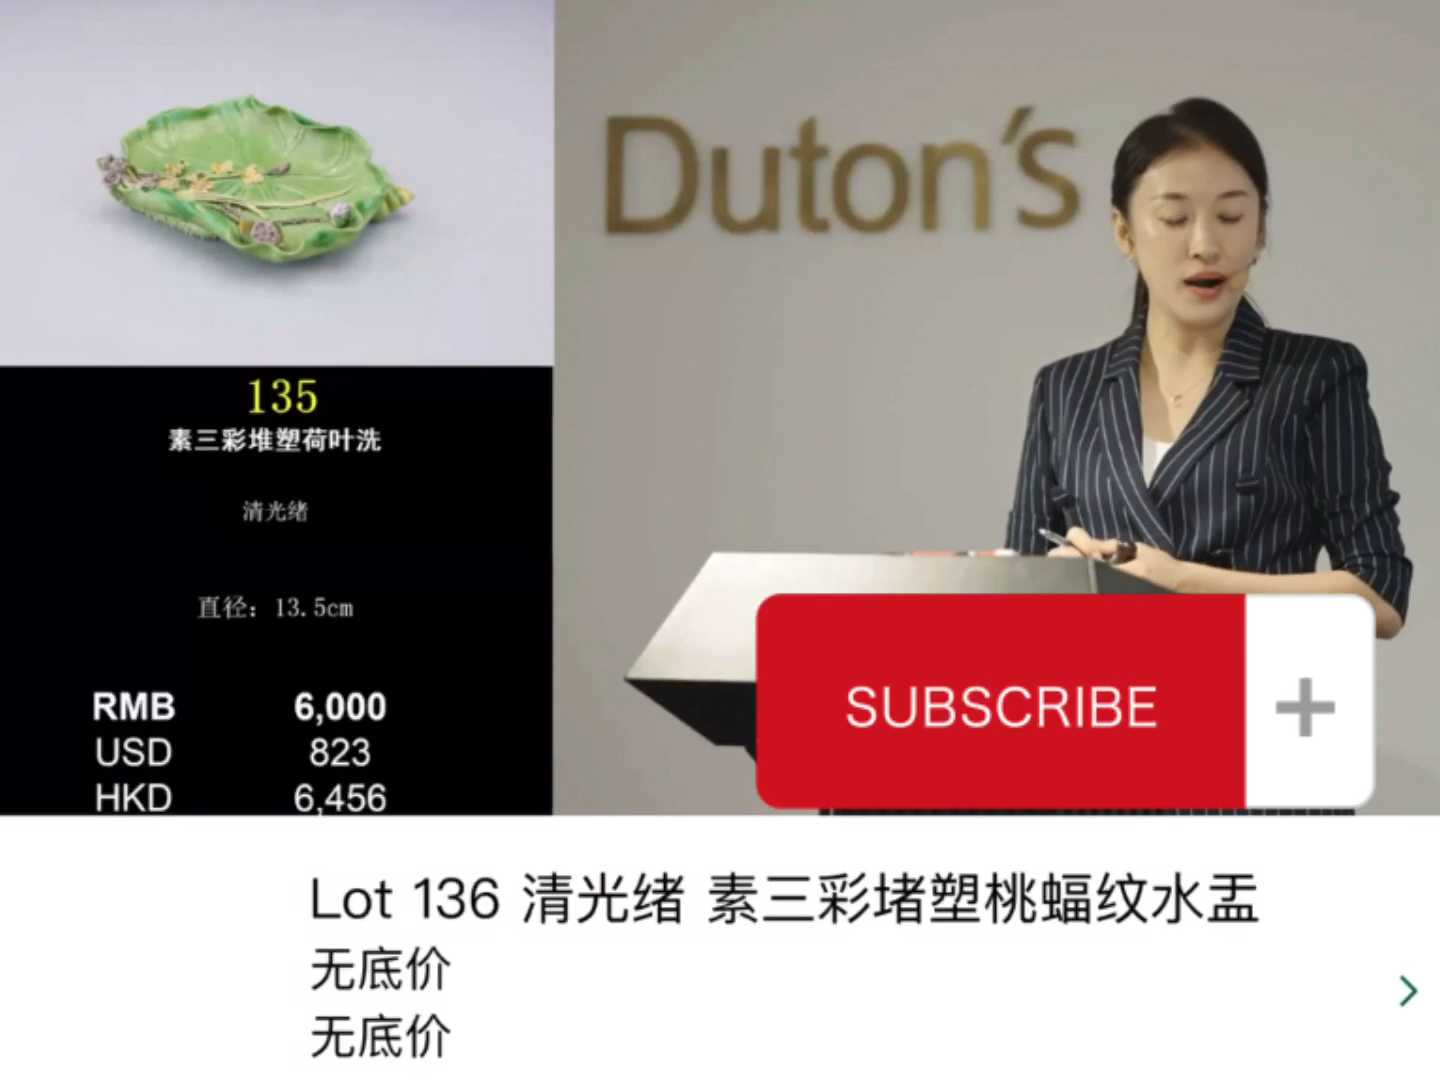 Duton's
135
素三彩堆塑荷叶洗
清光绪
直径：13.5cm
RMB 6,000
USD 823
HKD 6,456
SUBSCRIBE
Lot 136 清光绪 素三彩堵塑桃蝠纹水盂
无底价
无底价